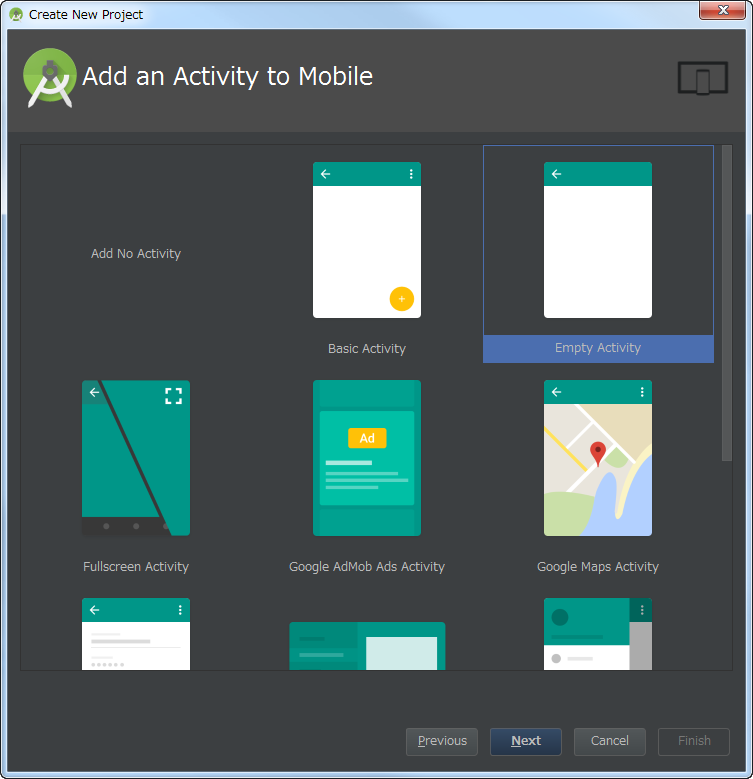 Create New Project
Add an Activity to Mobile
Add No Activity
Basic Activity
Empty Activity
Ad
Fullscreen Activity
Google AdMob Ads Activity
Google Maps Activity
Previous
Next
Cancel
Finish